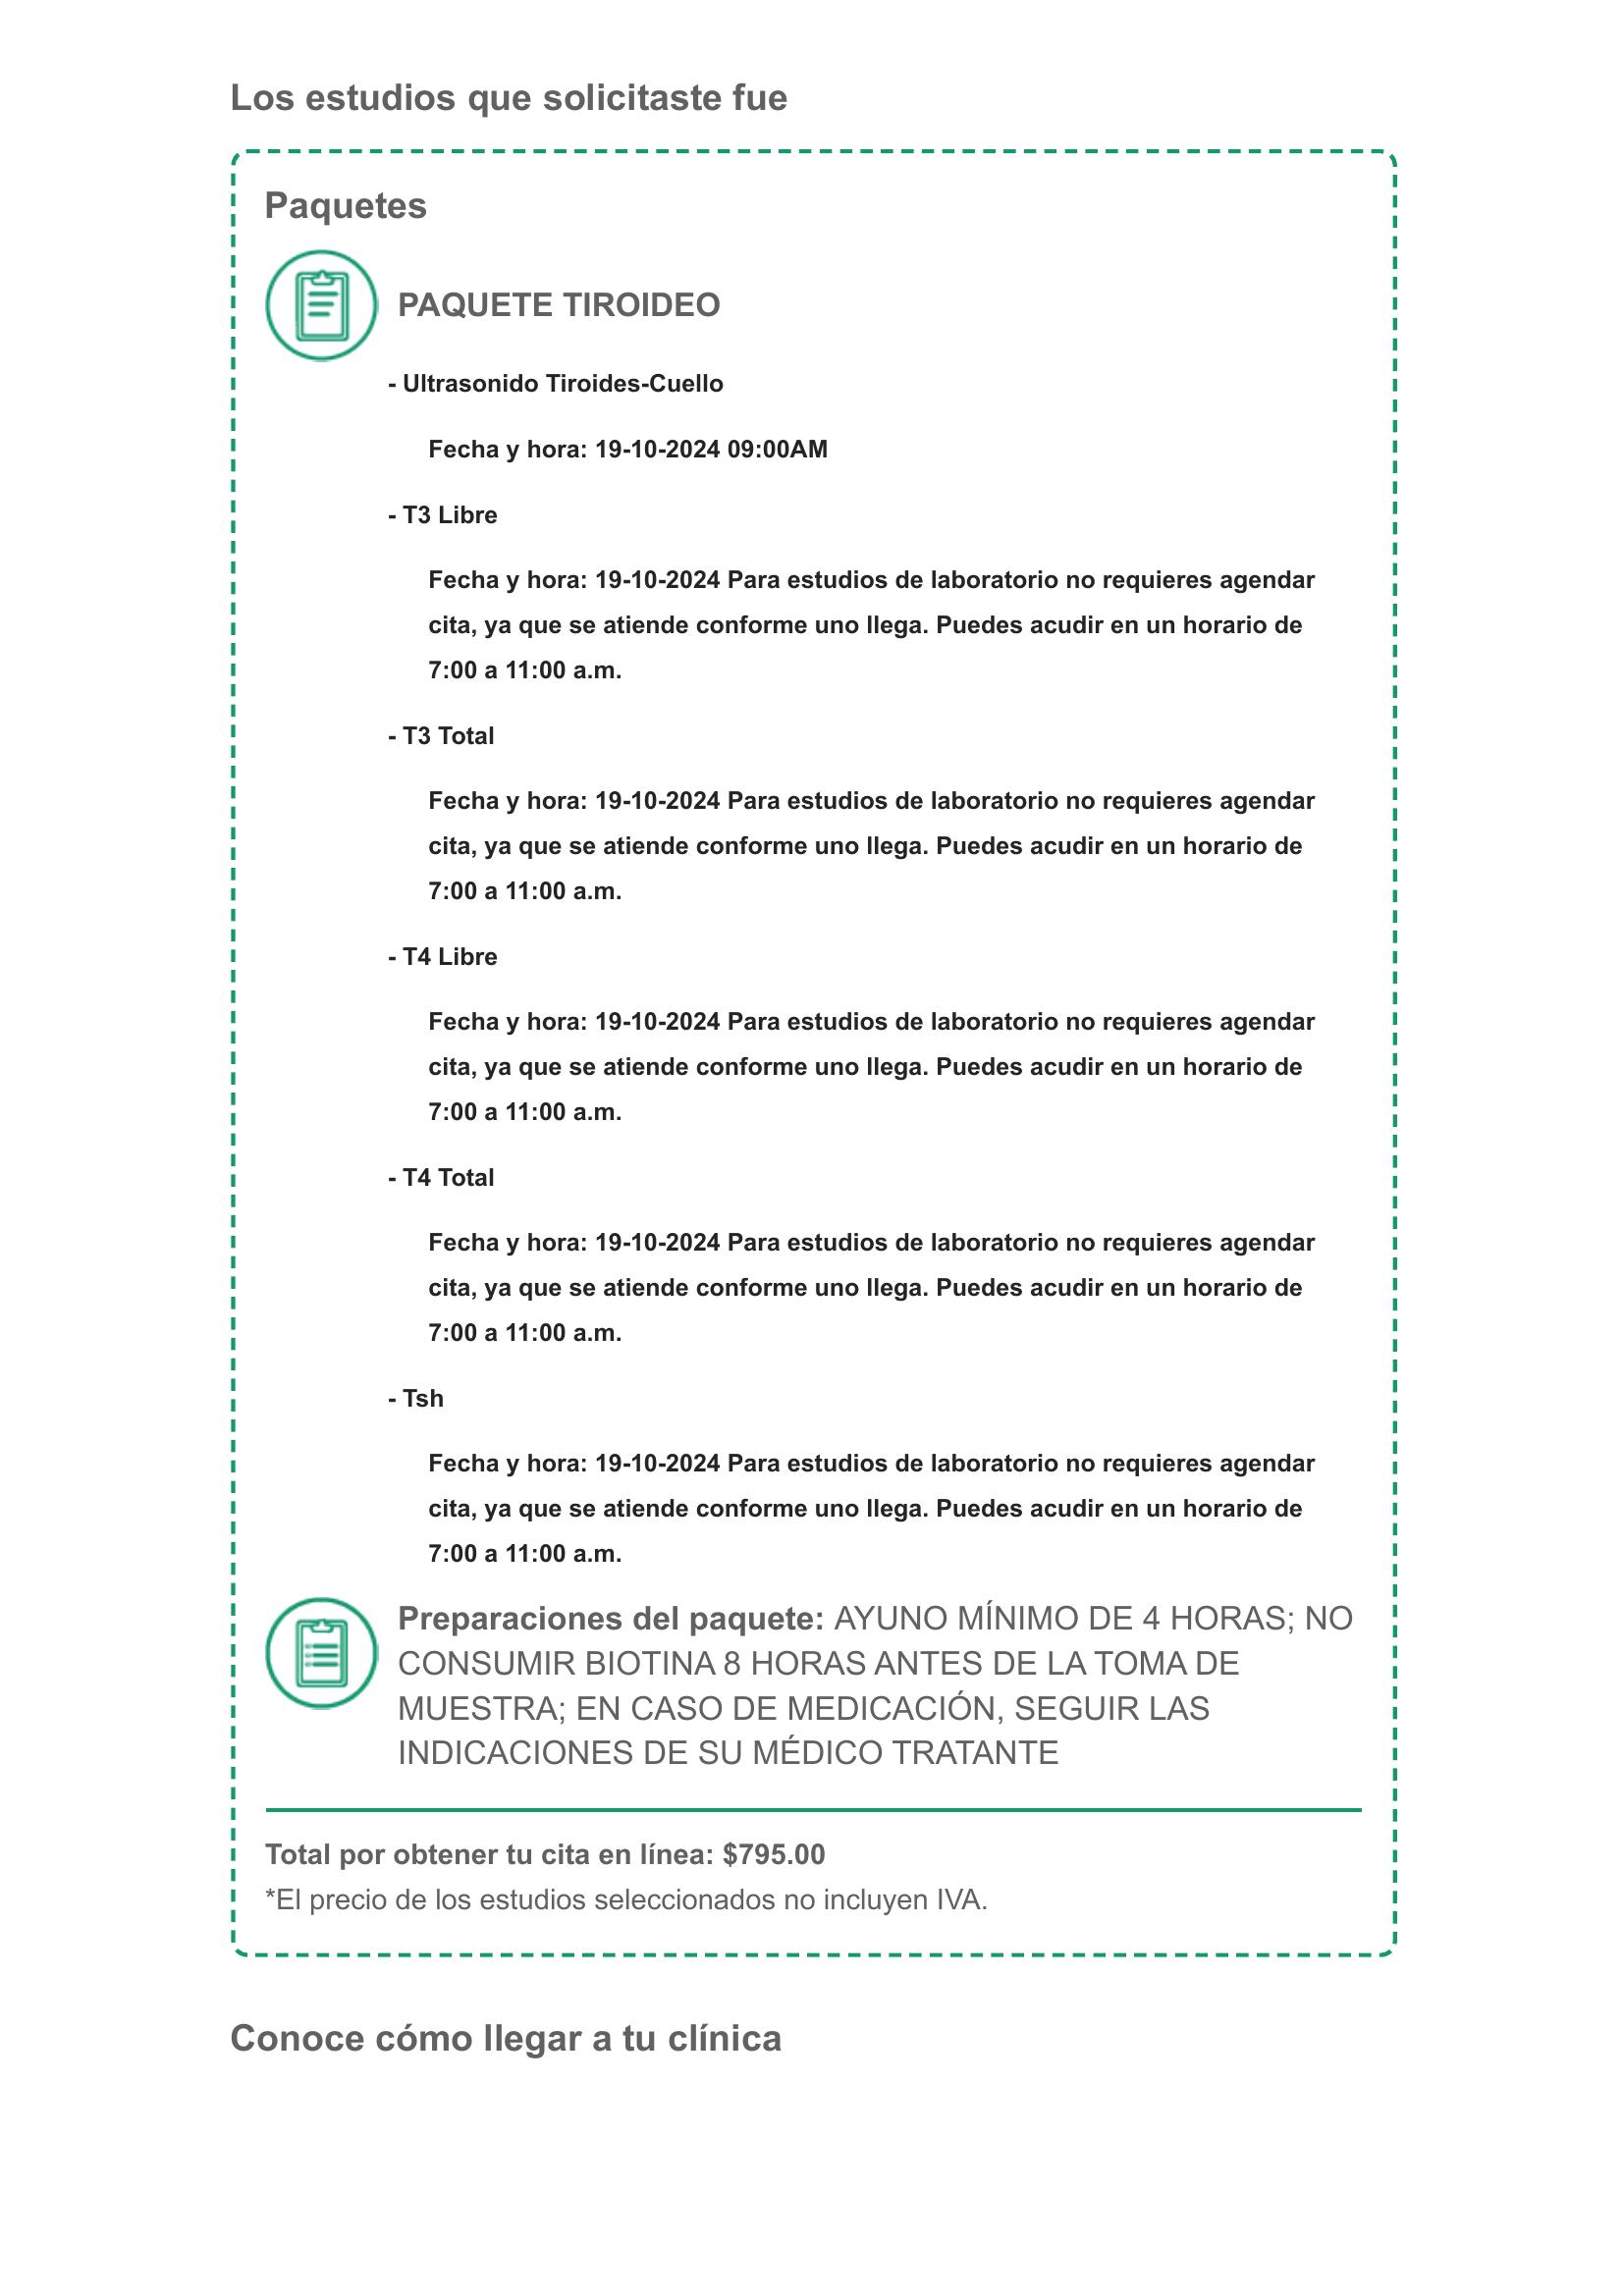 Los estudios que solicitaste fue
Paquetes
PAQUETE TIROIDEO
- Ultrasonido Tiroides-Cuello
Fecha y hora: 19-10-2024 09:00AM
- T3 Libre
Fecha y hora: 19-10-2024 Para estudios de laboratorio no requieres agendar
cita, ya que se atiende conforme uno llega. Puedes acudir en un horario de
7:00 a 11:00 a.m.
- T3 Total
Fecha y hora: 19-10-2024 Para estudios de laboratorio no requieres agendar
cita, ya que se atiende conforme uno llega. Puedes acudir en un horario de
7:00 a 11:00 a.m.
- T4 Libre
Fecha y hora: 19-10-2024 Para estudios de laboratorio no requieres agendar
cita, ya que se atiende conforme uno llega. Puedes acudir en un horario de
7:00 a 11:00 a.m.
- T4 Total
Fecha y hora: 19-10-2024 Para estudios de laboratorio no requieres agendar
cita, ya que se atiende conforme uno llega. Puedes acudir en un horario de
7:00 a 11:00 a.m.
- Tsh
Fecha y hora: 19-10-2024 Para estudios de laboratorio no requieres agendar
cita, ya que se atiende conforme uno llega. Puedes acudir en un horario de
7:00 a 11:00 a.m.
Preparaciones del paquete: AYUNO MÍNIMO DE 4 HORAS; NO
CONSUMIR BIOTINA 8 HORAS ANTES DE LA TOMA DE
MUESTRA; EN CASO DE MEDICACIÓN, SEGUIR LAS
INDICACIONES DE SU MÉDICO TRATANTE
Total por obtener tu cita en línea: $795.00
*El precio de los estudios seleccionados no incluyen IVA.
Conoce cómo llegar a tu clínica